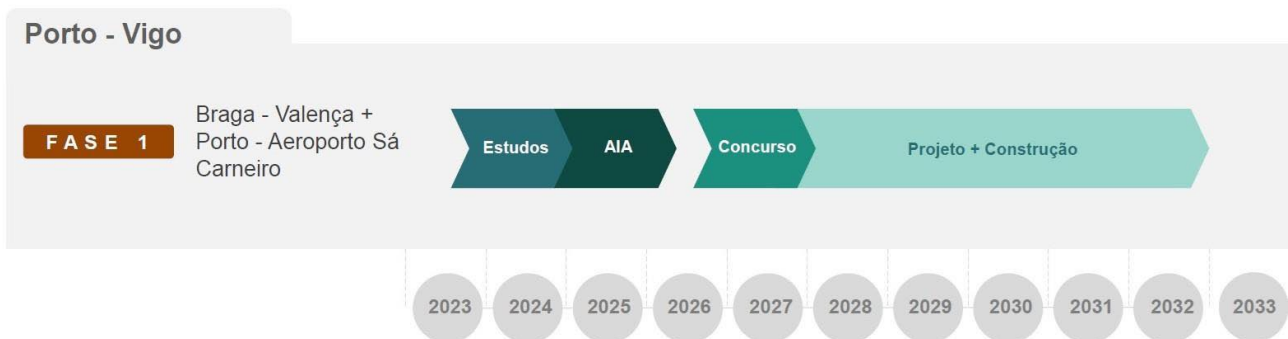 Porto - Vigo
FASE 1
Braga - Valença +
Porto - Aeroporto Sá
Carneiro
Estudos
AIA
Concurso
Projeto + Construção
2023
2024
2025
2026
2027
2028
2029
2030
2031
2032
2033